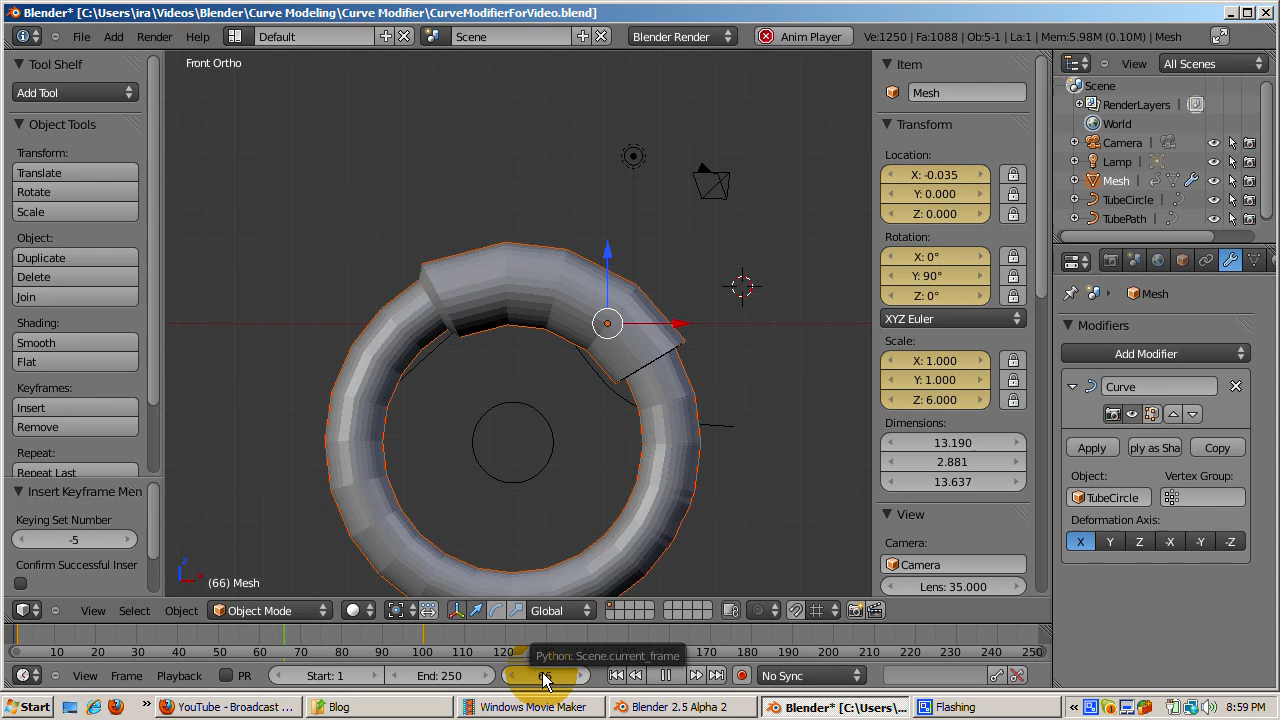 Blender* [C:\Users\ira\Videos\Blender\Curve Modeling\Curve Modifier\CurveModifierForVideo.blend]
File Add Render Help Default Scene Blender Render Anim Player Ve:1250 | Fa:1088 | Ob:5-1 | La:1 | Mem:5.98M (0.10M) | Mesh
Tool Shelf
Add Tool
Object Tools
Transform:
Translate
Rotate
Scale
Object:
Duplicate
Delete
Join
Shading:
Smooth
Flat
Keyframes:
Insert
Remove
Repeat:
Repeat Last
Insert Keyframe Men
Keying Set Number
-5
Confirm Successful Inser
Front Ortho
z
x
(66) Mesh
Item
Mesh
Transform
Location:
X: -0.035
Y: 0.000
Z: 0.000
Rotation:
X: 0°
Y: 90°
Z: 0°
XYZ Euler
Scale:
X: 1.000
Y: 1.000
Z: 6.000
Dimensions:
13.190
2.881
13.637
View
Camera:
Camera
Lens: 35.000
View All Scenes
Scene
RenderLayers
World
Camera
Lamp
Mesh
TubeCircle
TubePath
Mesh
Modifiers
Add Modifier
Curve
Apply ply as Sha Copy
Object: Vertex Group:
TubeCircle
Deformation Axis:
X Y Z -X -Y -Z
View Select Object Object Mode Global
10 20 30 40 50 60 70 80 90 100 110 120 170 180 190 200 210 220 230 240 250
Python: Scene.current_frame
View Frame Playback PR Start: 1 End: 250 No Sync
Start YouTube - Broadcast ... Blog Windows Movie Maker Blender 2.5 Alpha 2 Blender* [C:\Users\... Flashing 8:59 PM